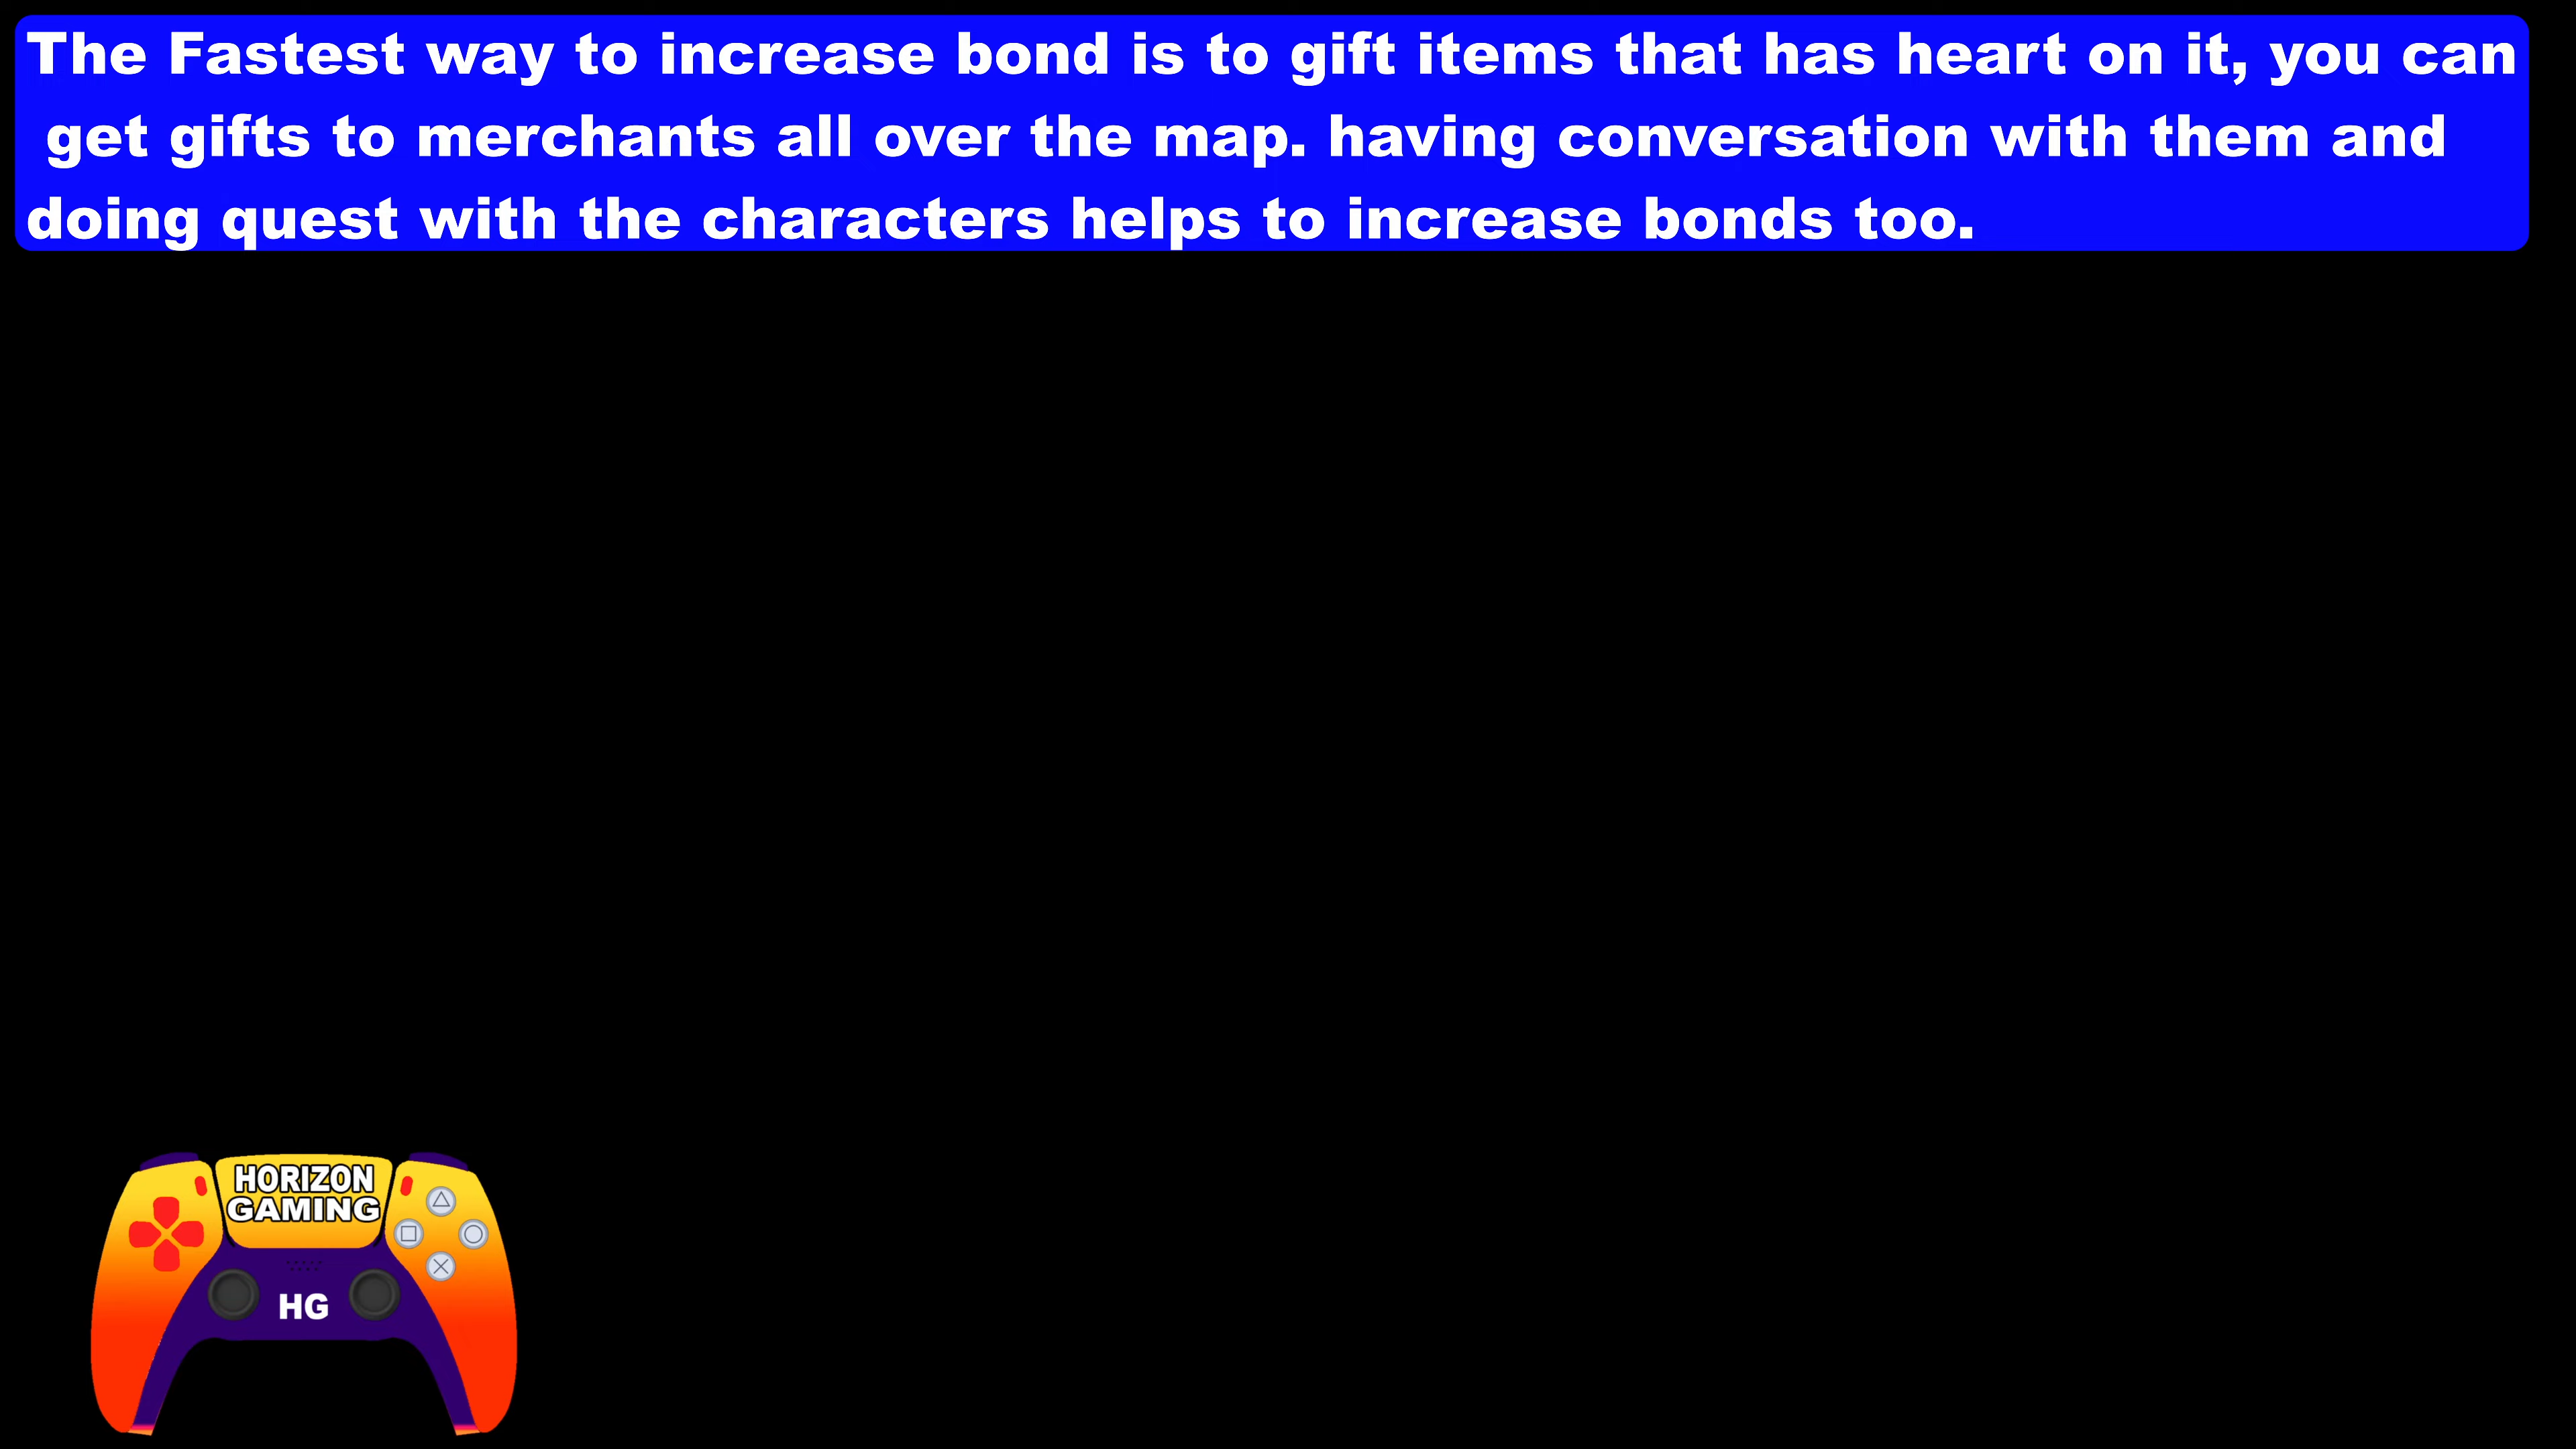 The Fastest way to increase bond is to gift items that has heart on it, you can
get gifts to merchants all over the map. having conversation with them and
doing quest with the characters helps to increase bonds too.
HORIZON
GAMING
HG